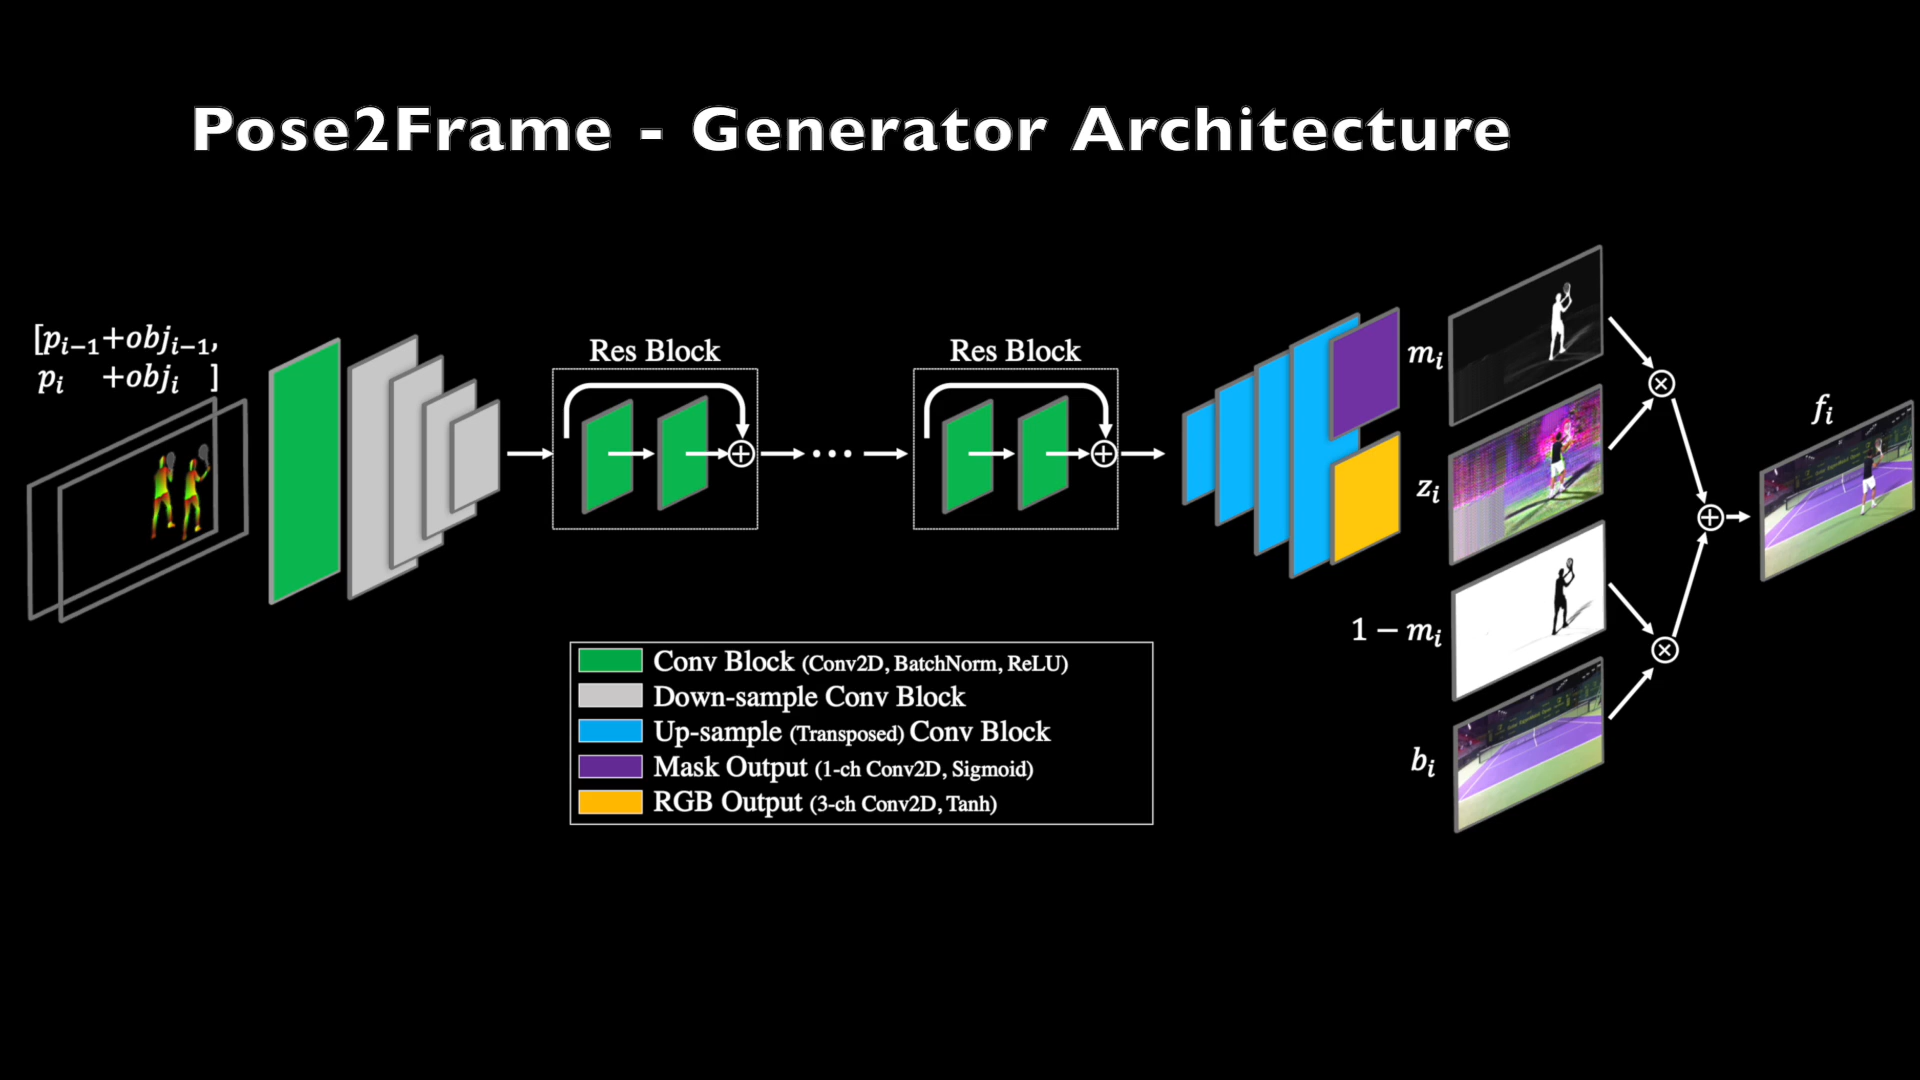 Pose2Frame - Generator Architecture
[pᵢ₋₁+objᵢ₋₁,
pᵢ +objᵢ ]
Res Block
Res Block
mᵢ
zᵢ
1 − mᵢ
bᵢ
fᵢ
Conv Block (Conv2D, BatchNorm, ReLU)
Down-sample Conv Block
Up-sample (Transposed) Conv Block
Mask Output (1-ch Conv2D, Sigmoid)
RGB Output (3-ch Conv2D, Tanh)